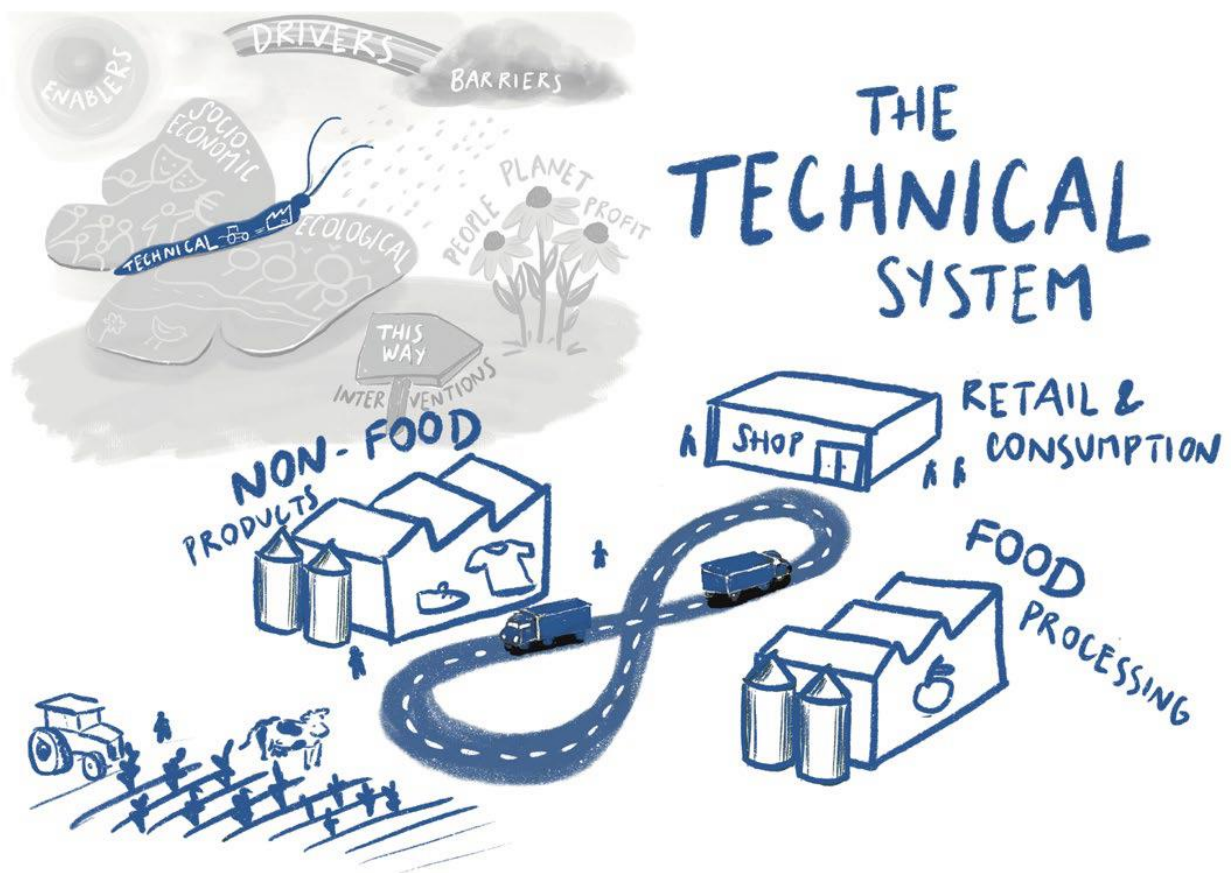 ENABLERS
DRIVERS
BARRIERS
SOCIO-
ECONOMIC
TECHNICAL
ECOLOGICAL
PEOPLE PLANET PROFIT
THIS
WAY
INTERVENTIONS
THE
TECHNICAL
SYSTEM
NON-FOOD
PRODUCTS
SHOP
RETAIL &
CONSUMPTION
FOOD
PROCESSING